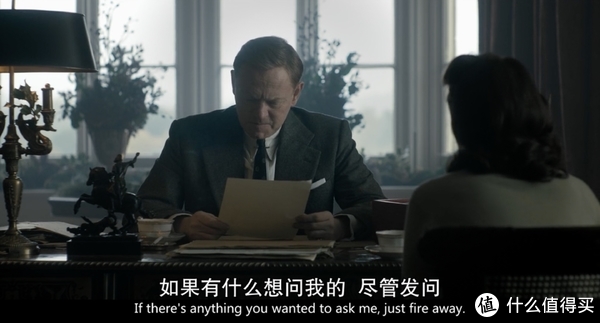 如果有什么想问我的 尽管发问
If there's anything you wanted to ask me, just fire away.
值 什么值得买